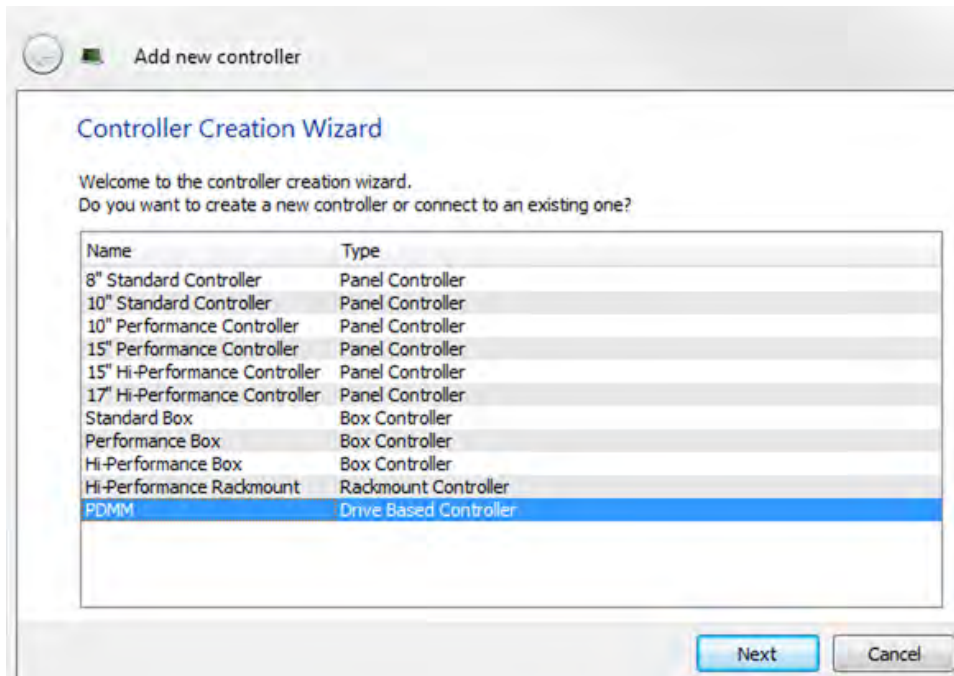 Add new controller
Controller Creation Wizard
Welcome to the controller creation wizard.
Do you want to create a new controller or connect to an existing one?
Name Type
8" Standard Controller Panel Controller
10" Standard Controller Panel Controller
10" Performance Controller Panel Controller
15" Performance Controller Panel Controller
15" Hi-Performance Controller Panel Controller
17" Hi-Performance Controller Panel Controller
Standard Box Box Controller
Performance Box Box Controller
Hi-Performance Box Box Controller
Hi-Performance Rackmount Rackmount Controller
PDMM Drive Based Controller
Next Cancel